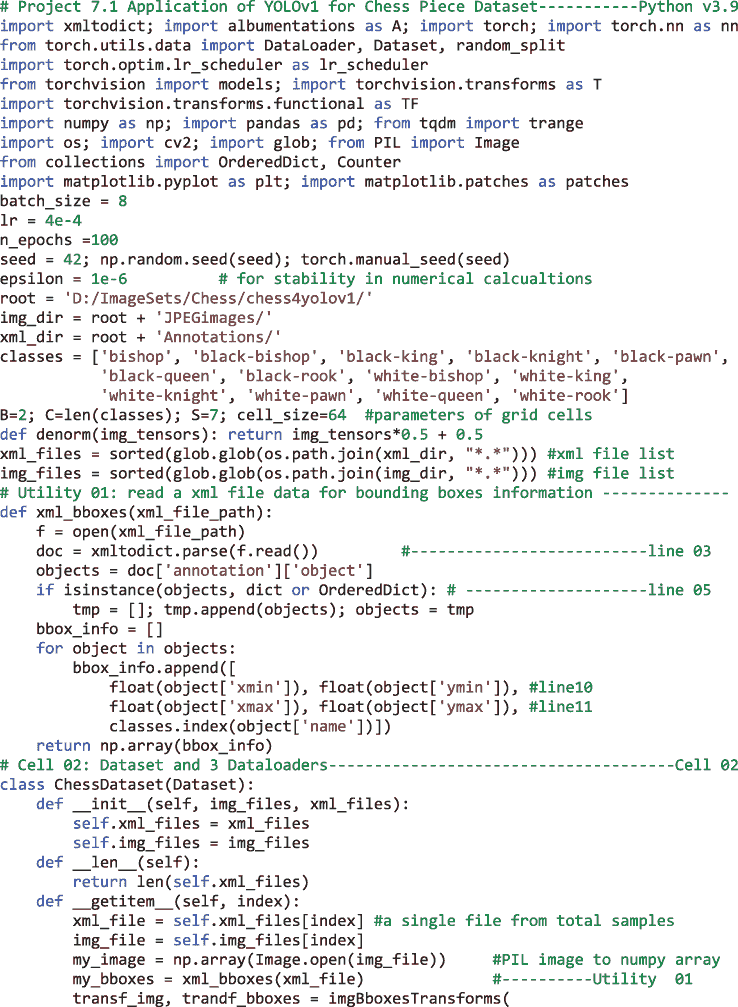 # Project 7.1 Application of YOLOv1 for Chess Piece Dataset-----------Python v3.9
import xmltodict; import albumentations as A; import torch; import torch.nn as nn
from torch.utils.data import DataLoader, Dataset, random_split
import torch.optim.lr_scheduler as lr_scheduler
from torchvision import models; import torchvision.transforms as T
import torchvision.transforms.functional as TF
import numpy as np; import pandas as pd; from tqdm import trange
import os; import cv2; import glob; from PIL import Image
from collections import OrderedDict, Counter
import matplotlib.pyplot as plt; import matplotlib.patches as patches
batch_size = 8
lr = 4e-4
n_epochs =100
seed = 42; np.random.seed(seed); torch.manual_seed(seed)
epsilon = 1e-6          # for stability in numerical calcualtions
root = 'D:/ImageSets/Chess/chess4yolov1/'
img_dir = root + 'JPEGimages/'
xml_dir = root + 'Annotations/'
classes = ['bishop', 'black-bishop', 'black-king', 'black-knight', 'black-pawn',
           'black-queen', 'black-rook', 'white-bishop', 'white-king',
           'white-knight', 'white-pawn', 'white-queen', 'white-rook']
B=2; C=len(classes); S=7; cell_size=64  #parameters of grid cells
def denorm(img_tensors): return img_tensors*0.5 + 0.5
xml_files = sorted(glob.glob(os.path.join(xml_dir, "*.*"))) #xml file list
img_files = sorted(glob.glob(os.path.join(img_dir, "*.*"))) #img file list
# Utility 01: read a xml file data for bounding boxes information --------------
def xml_bboxes(xml_file_path):
    f = open(xml_file_path)
    doc = xmltodict.parse(f.read())         #--------------------------line 03
    objects = doc['annotation']['object']
    if isinstance(objects, dict or OrderedDict): # --------------------line 05
        tmp = []; tmp.append(objects); objects = tmp
    bbox_info = []
    for object in objects:
        bbox_info.append([
            float(object['xmin']), float(object['ymin']), #line10
            float(object['xmax']), float(object['ymax']), #line11
            classes.index(object['name'])])
    return np.array(bbox_info)
# Cell 02: Dataset and 3 Dataloaders--------------------------------------Cell 02
class ChessDataset(Dataset):
    def __init__(self, img_files, xml_files):
        self.xml_files = xml_files
        self.img_files = img_files
    def __len__(self):
        return len(self.xml_files)
    def __getitem__(self, index):
        xml_file = self.xml_files[index] #a single file from total samples
        img_file = self.img_files[index]
        my_image = np.array(Image.open(img_file))     #PIL image to numpy array
        my_bboxes = xml_bboxes(xml_file)              #----------Utility  01
        transf_img, trandf_bboxes = imgBboxesTransforms(